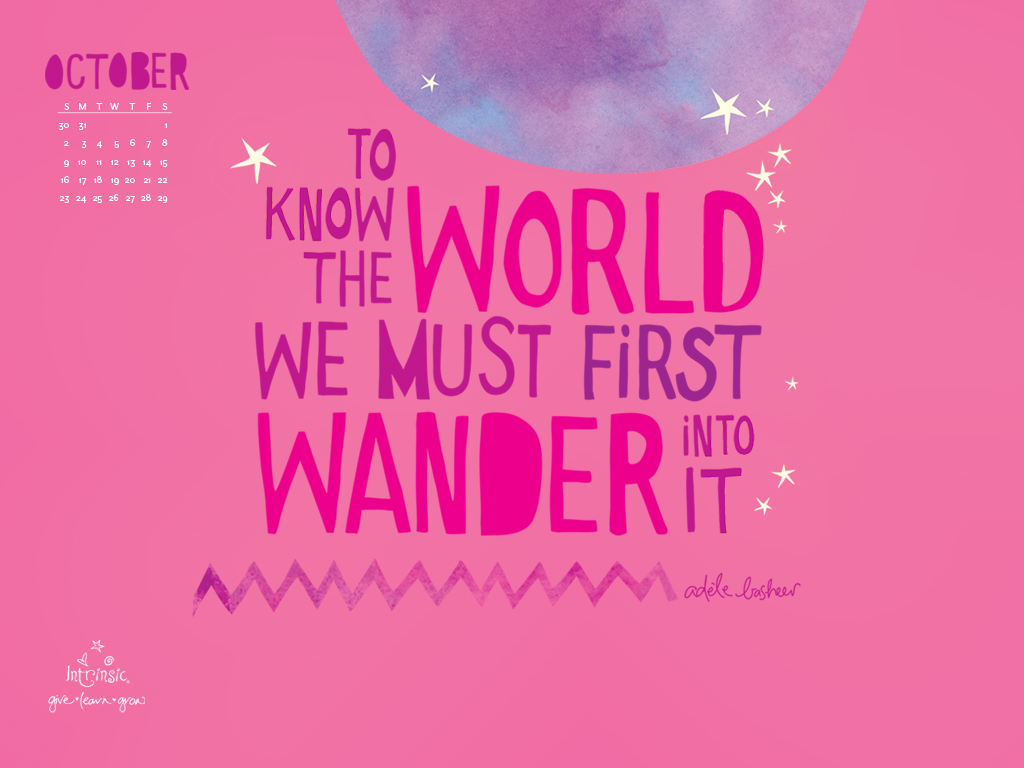 OCTOBER
S M T W T F S
30 31 1
2 3 4 5 6 7 8
9 10 11 12 13 14 15
16 17 18 19 20 21 22
23 24 25 26 27 28 29
TO
KNOW
THE WORLD
WE MUST FiRST
WANDER iNTO
IT
adèle basheer
Intrinsic®
give • learn • grow